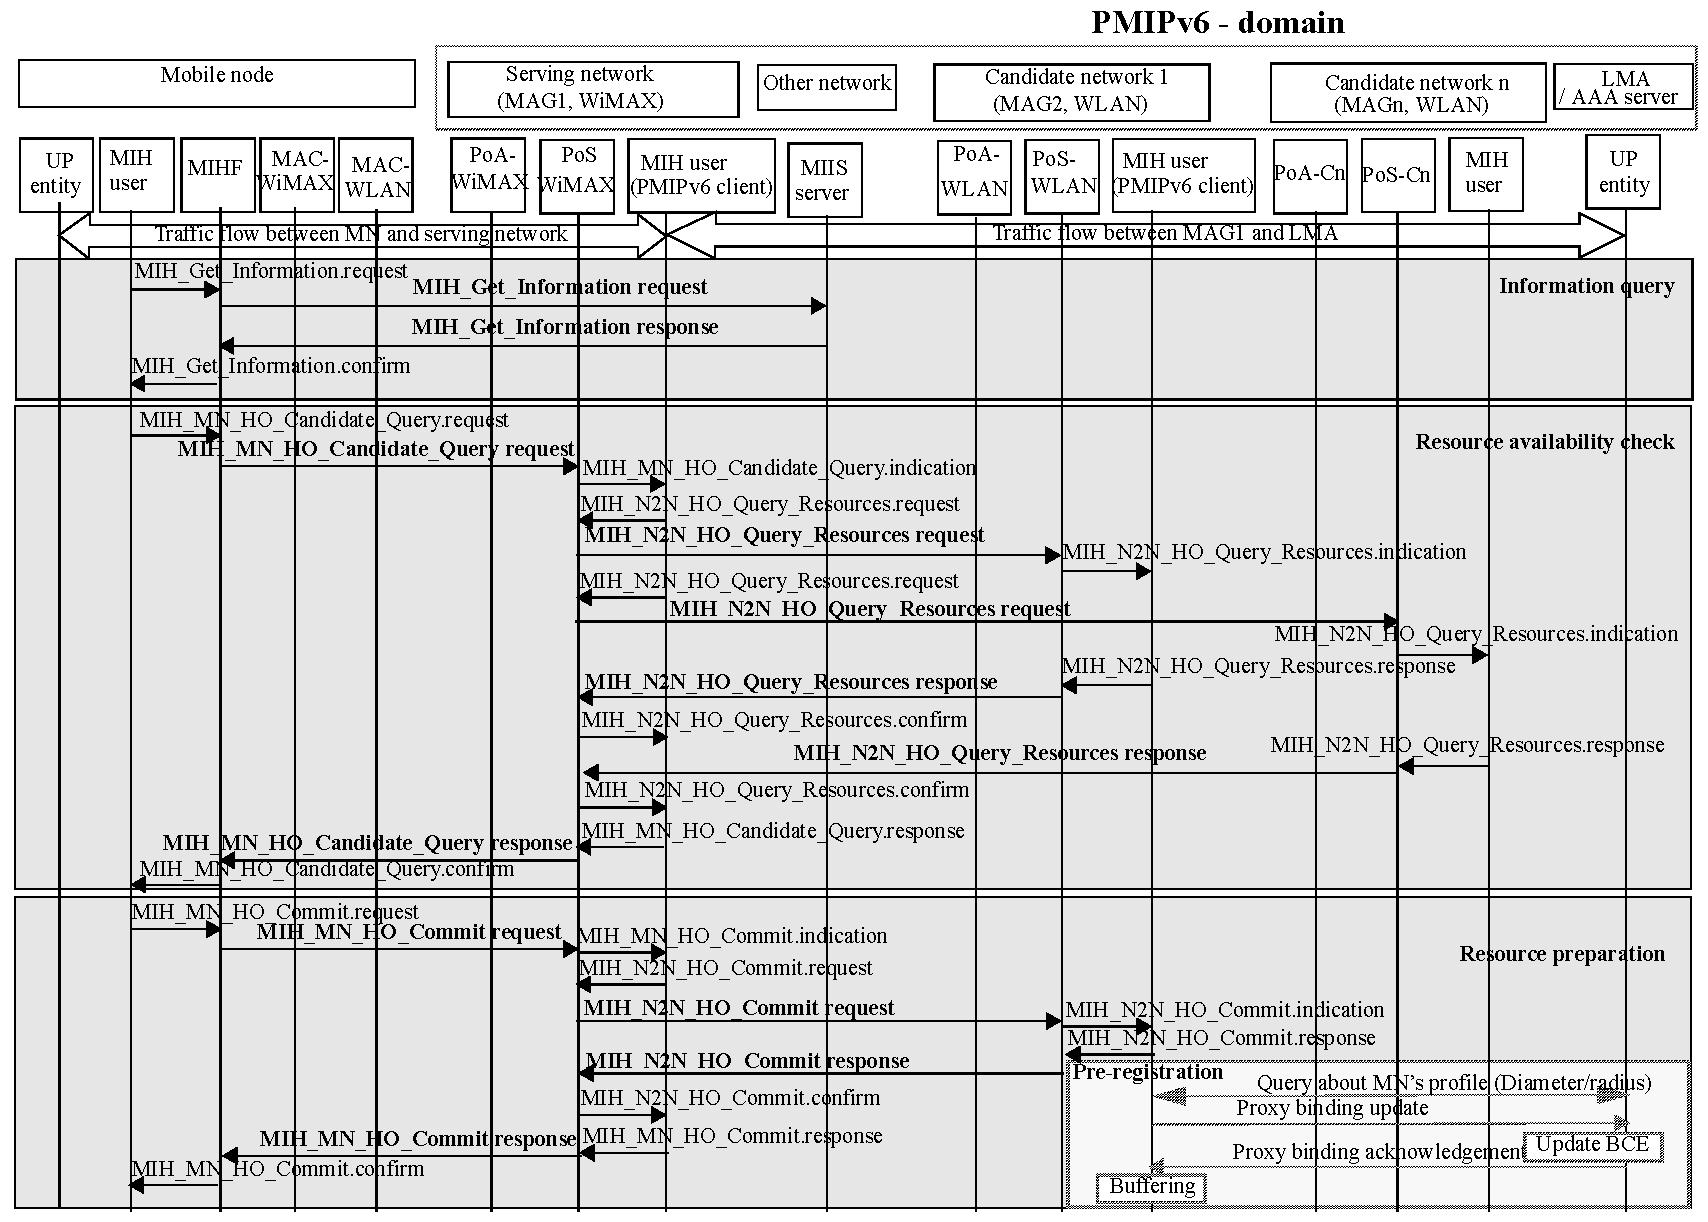 PMIPv6 - domain
Mobile node
Serving network
(MAG1, WiMAX)
Other network
Candidate network 1
(MAG2, WLAN)
Candidate network n
(MAGn, WLAN)
LMA
/ AAA server
UP
entity
MIH
user
MIHF
MAC-
WiMAX
MAC-
WLAN
PoA-
WiMAX
PoS
WiMAX
MIH user
(PMIPv6 client)
MIIS
server
PoA-
WLAN
PoS-
WLAN
MIH user
(PMIPv6 client)
PoA-Cn
PoS-Cn
MIH
user
UP
entity
Traffic flow between MN and serving network
Traffic flow between MAG1 and LMA
Information query
MIH_Get_Information.request
MIH_Get_Information request
MIH_Get_Information response
MIH_Get_Information.confirm
Resource availability check
MIH_MN_HO_Candidate_Query.request
MIH_MN_HO_Candidate_Query request
MIH_MN_HO_Candidate_Query.indication
MIH_N2N_HO_Query_Resources.request
MIH_N2N_HO_Query_Resources request
MIH_N2N_HO_Query_Resources.indication
MIH_N2N_HO_Query_Resources.request
MIH_N2N_HO_Query_Resources request
MIH_N2N_HO_Query_Resources.indication
MIH_N2N_HO_Query_Resources.response
MIH_N2N_HO_Query_Resources response
MIH_N2N_HO_Query_Resources.confirm
MIH_N2N_HO_Query_Resources.response
MIH_N2N_HO_Query_Resources response
MIH_N2N_HO_Query_Resources.confirm
MIH_MN_HO_Candidate_Query.response
MIH_MN_HO_Candidate_Query response
MIH_MN_HO_Candidate_Query.confirm
Resource preparation
MIH_MN_HO_Commit.request
MIH_MN_HO_Commit request
MIH_MN_HO_Commit.indication
MIH_N2N_HO_Commit.request
MIH_N2N_HO_Commit request
MIH_N2N_HO_Commit.indication
MIH_N2N_HO_Commit.response
MIH_N2N_HO_Commit response
Pre-registration
Query about MN's profile (Diameter/radius)
MIH_N2N_HO_Commit.confirm
Proxy binding update
MIH_MN_HO_Commit.response
MIH_MN_HO_Commit response
Update BCE
Proxy binding acknowledgement
MIH_MN_HO_Commit.confirm
Buffering